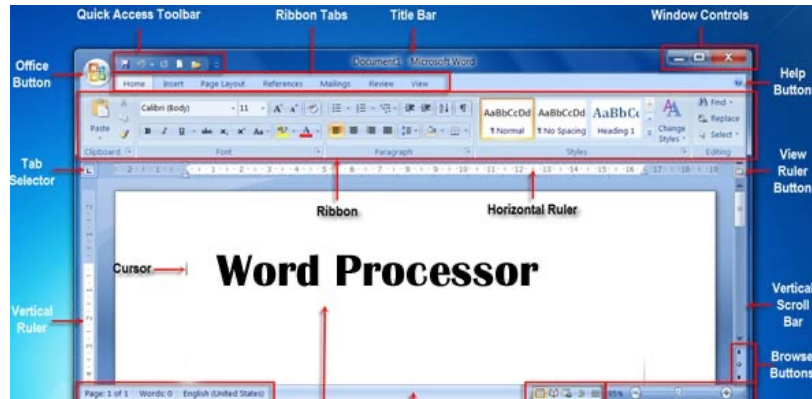 Quick Access Toolbar
Ribbon Tabs
Title Bar
Window Controls
Office Button
Document1 - Microsoft Word
Help Button
Home Insert Page Layout References Mailings Review View
Calibri (Body) 11
AaBbCcDd AaBbCcDd AaBbCc
Find
Replace
Select
Paste
B I U abc x, x² Aa
¶ Normal ¶ No Spacing Heading 1
Change Styles
Clipboard Font Paragraph Styles Editing
Tab Selector
View Ruler Button
Ribbon
Horizontal Ruler
Cursor
Word Processor
Vertical Ruler
Vertical Scroll Bar
Browse Buttons
Page: 1 of 1 Words: 0 English (United States)